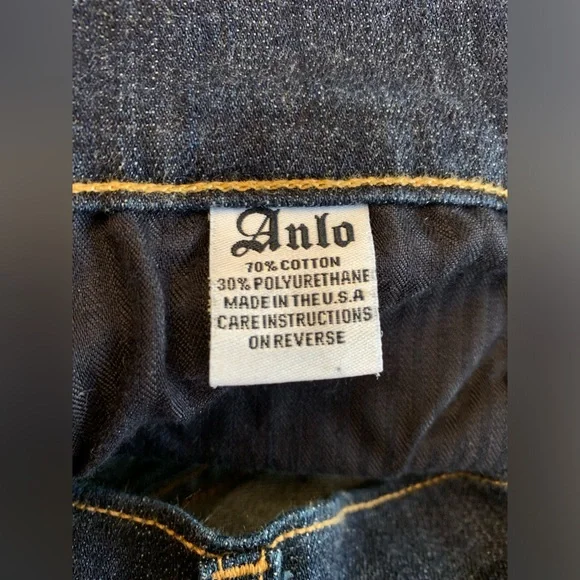 Anlo
70% COTTON
30% POLYURETHANE
MADE IN THE U.S.A
CARE INSTRUCTIONS
ON REVERSE